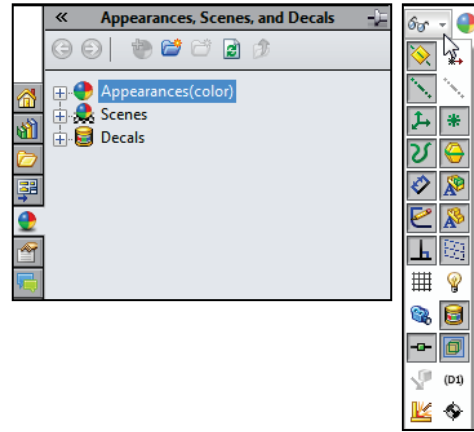 Appearances, Scenes, and Decals
Appearances(color)
Scenes
Decals
(D1)